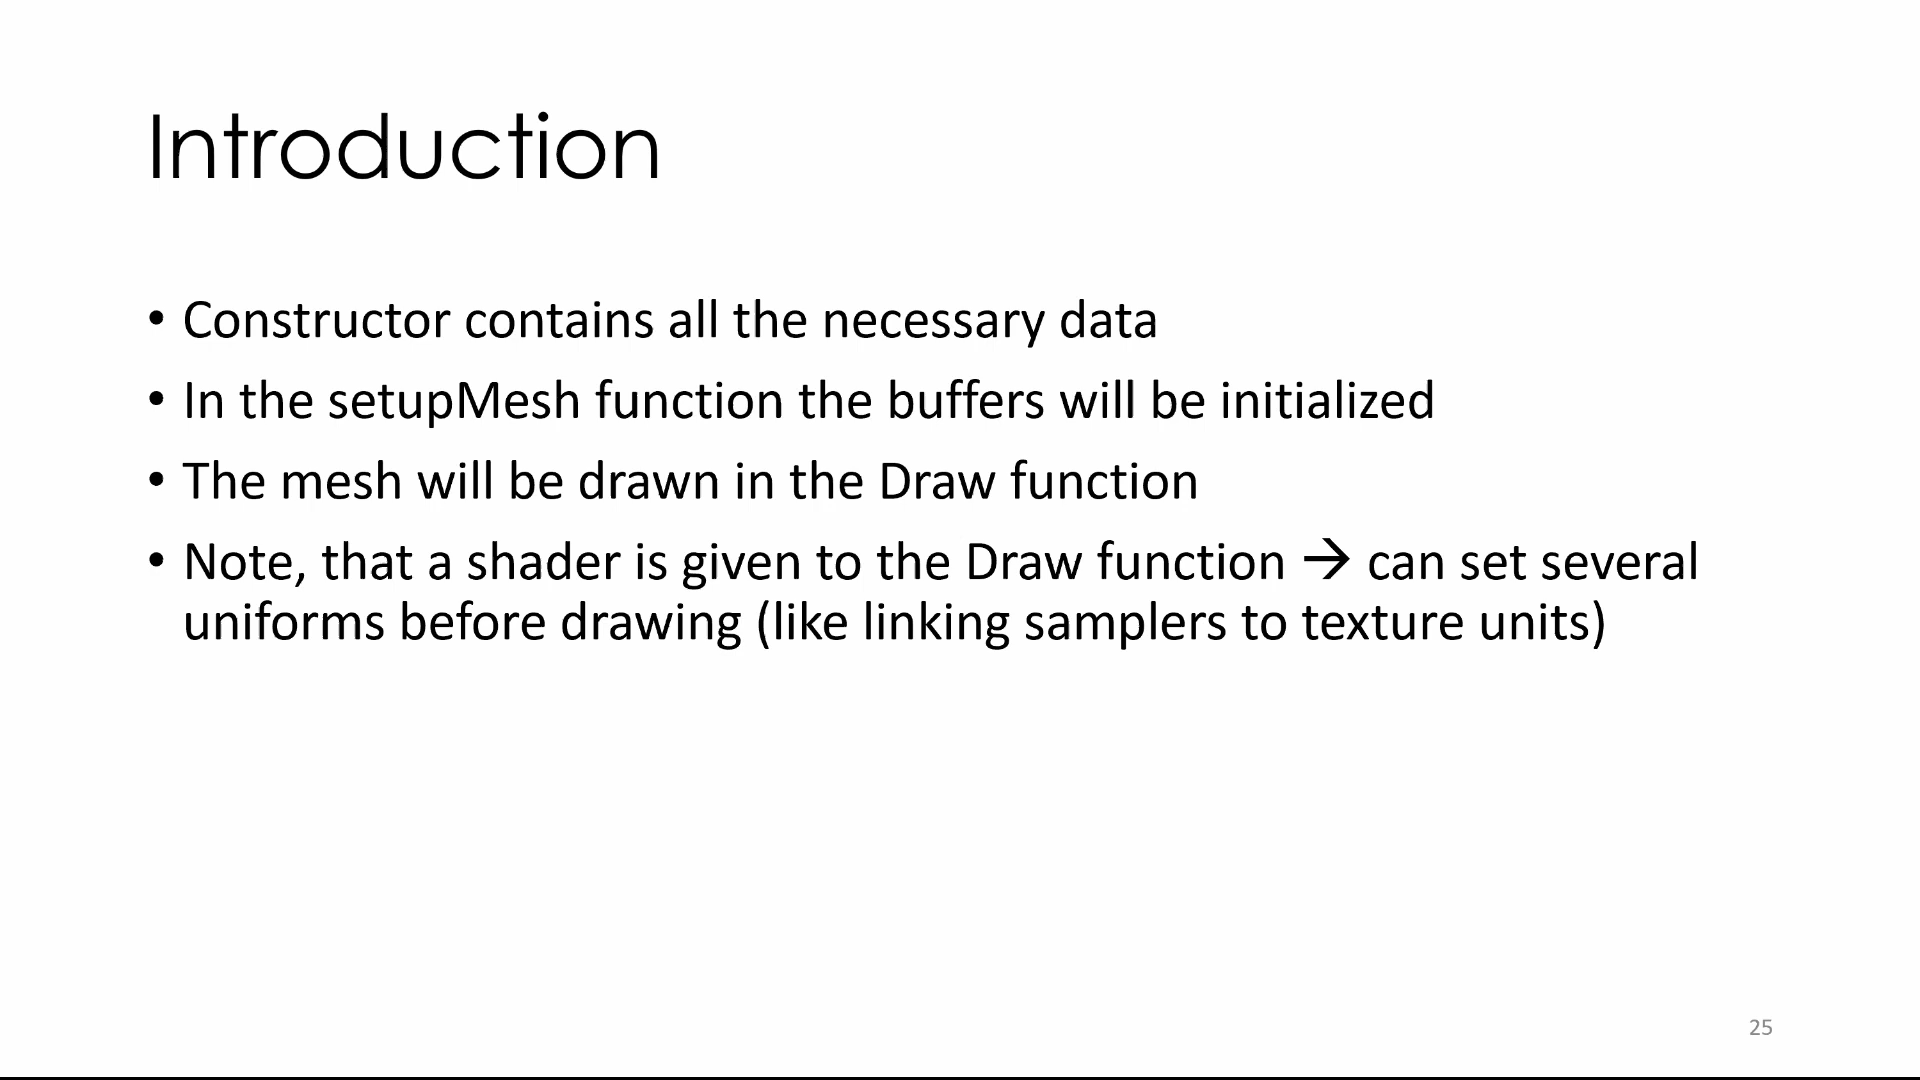 Introduction
• Constructor contains all the necessary data
• In the setupMesh function the buffers will be initialized
• The mesh will be drawn in the Draw function
• Note, that a shader is given to the Draw function → can set several
uniforms before drawing (like linking samplers to texture units)
25